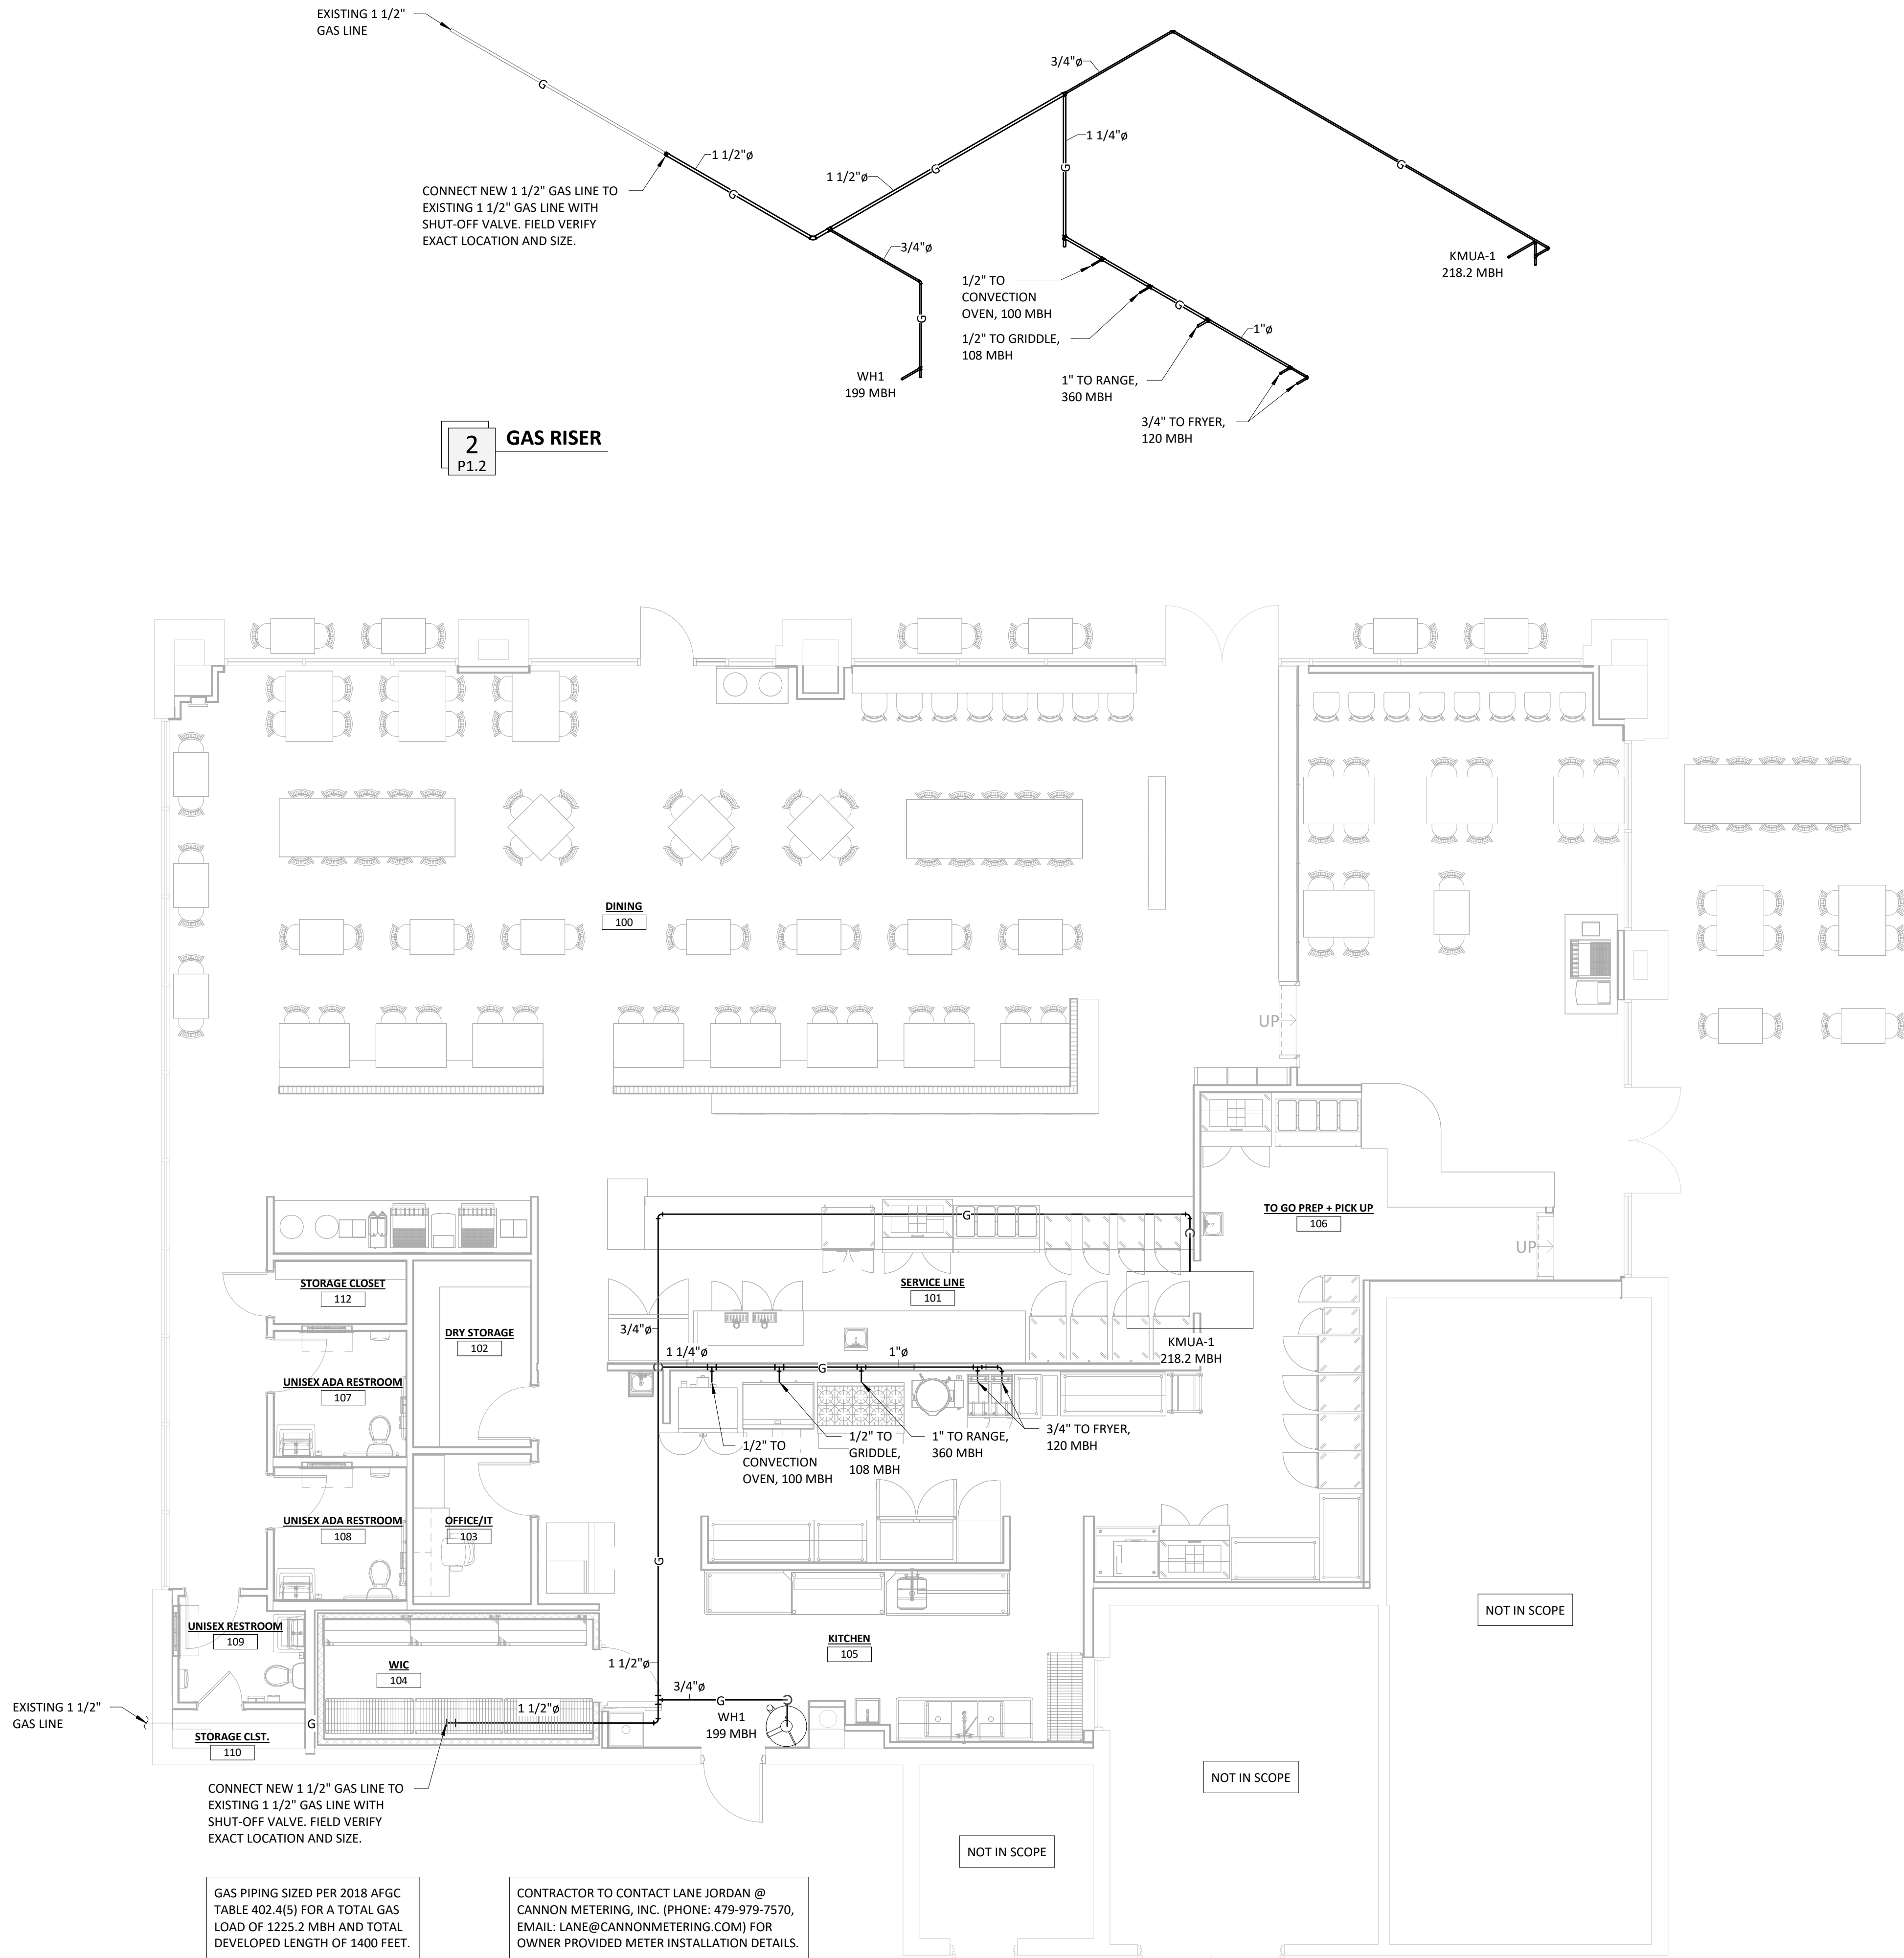 EXISTING 1 1/2"
GAS LINE
G
3/4"ø
1 1/2"ø
1 1/4"ø
CONNECT NEW 1 1/2" GAS LINE TO
EXISTING 1 1/2" GAS LINE WITH
SHUT-OFF VALVE. FIELD VERIFY
EXACT LOCATION AND SIZE.
G
1 1/2"ø
G
G
G
3/4"ø
KMUA-1
218.2 MBH
1/2" TO
CONVECTION
OVEN, 100 MBH
G
G
1"ø
1/2" TO GRIDDLE,
108 MBH
WH1
199 MBH
1" TO RANGE,
360 MBH
3/4" TO FRYER,
120 MBH
2
P1.2
GAS RISER
DINING
100
UP
TO GO PREP + PICK UP
106
G
UP
STORAGE CLOSET
112
SERVICE LINE
101
DRY STORAGE
102
3/4"ø
KMUA-1
218.2 MBH
1 1/4"ø
G
1"ø
UNISEX ADA RESTROOM
107
1/2" TO
CONVECTION
OVEN, 100 MBH
1/2" TO
GRIDDLE,
108 MBH
1" TO RANGE,
360 MBH
3/4" TO FRYER,
120 MBH
UNISEX ADA RESTROOM
108
OFFICE/IT
103
G
NOT IN SCOPE
UNISEX RESTROOM
109
KITCHEN
105
WIC
104
1 1/2"ø
3/4"ø
G
EXISTING 1 1/2"
GAS LINE
G
1 1/2"ø
WH1
199 MBH
STORAGE CLST.
110
NOT IN SCOPE
CONNECT NEW 1 1/2" GAS LINE TO
EXISTING 1 1/2" GAS LINE WITH
SHUT-OFF VALVE. FIELD VERIFY
EXACT LOCATION AND SIZE.
NOT IN SCOPE
GAS PIPING SIZED PER 2018 AFGC
TABLE 402.4(5) FOR A TOTAL GAS
LOAD OF 1225.2 MBH AND TOTAL
DEVELOPED LENGTH OF 1400 FEET.
CONTRACTOR TO CONTACT LANE JORDAN @
CANNON METERING, INC. (PHONE: 479-979-7570,
EMAIL: LANE@CANNONMETERING.COM) FOR
OWNER PROVIDED METER INSTALLATION DETAILS.